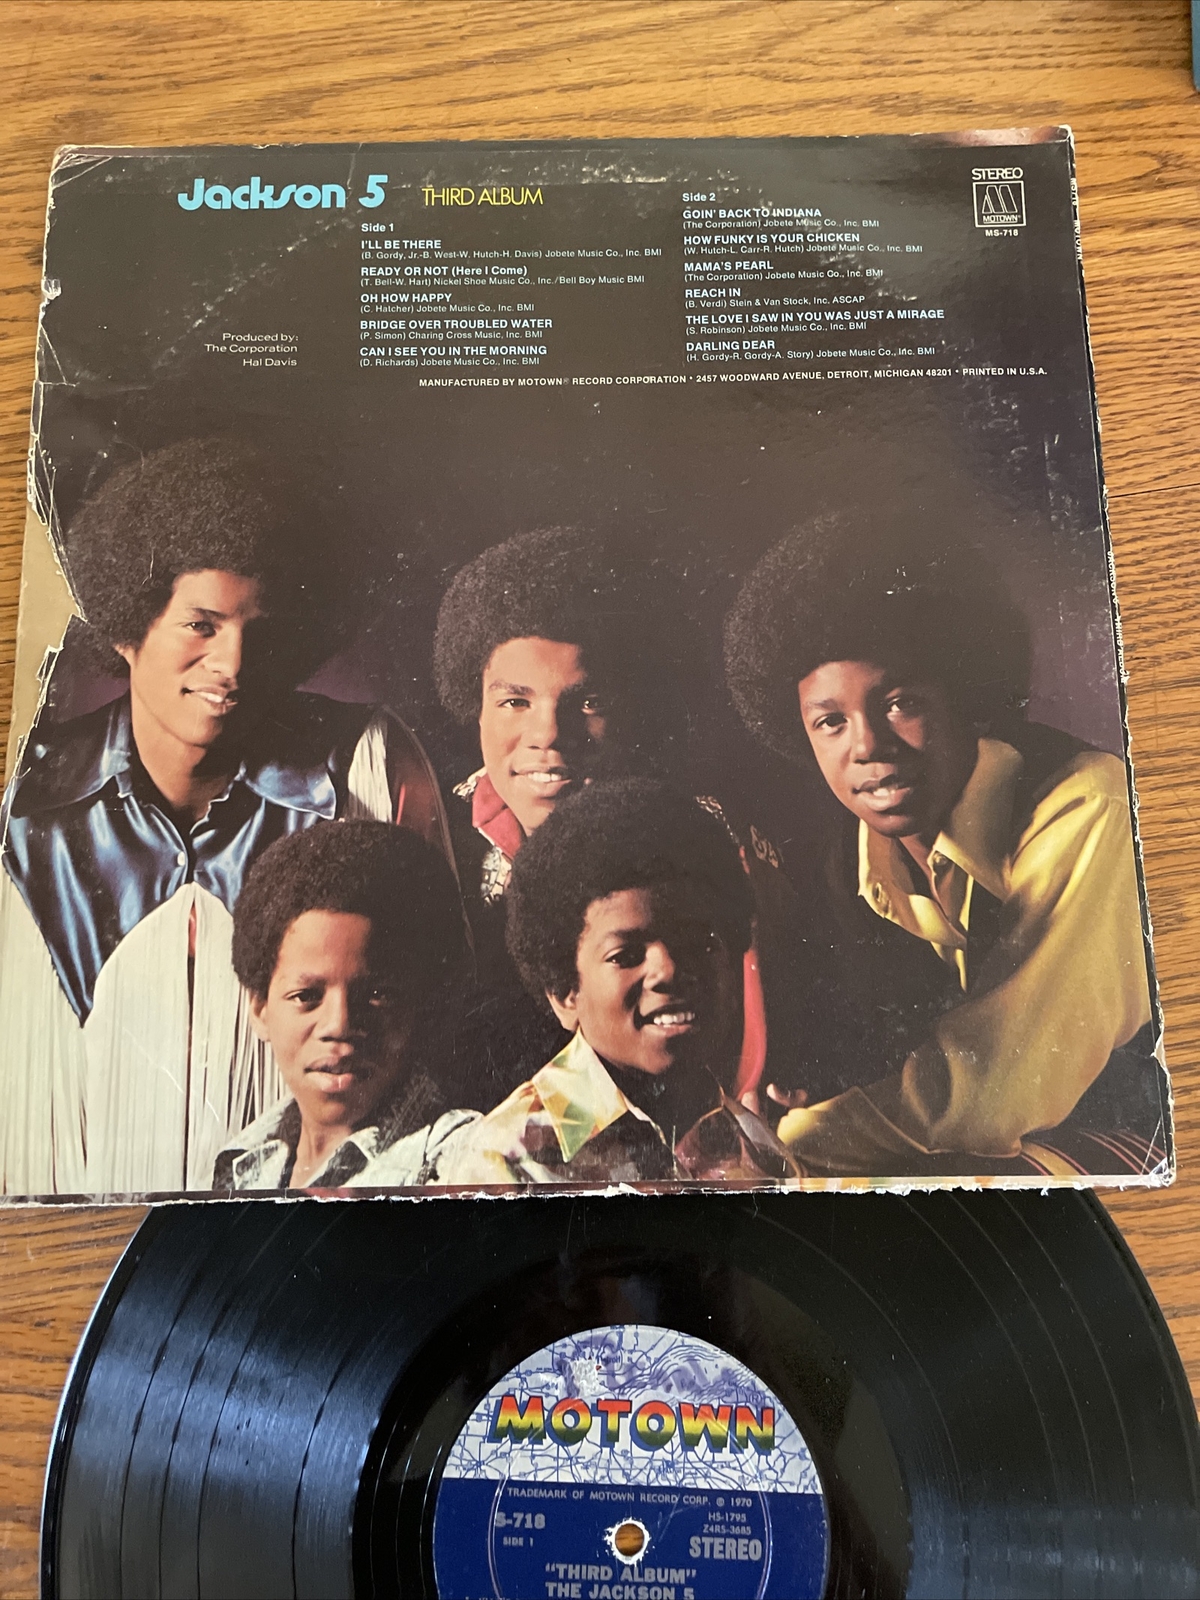 Jackson 5 THIRD ALBUM
Side 1
I'LL BE THERE
(B. Gordy, Jr.-B. West-W. Hutch-H. Davis) Jobete Music Co., Inc. BMI
READY OR NOT (Here I Come)
(T. Bell-W. Hart) Nickel Shoe Music Co., Inc./Bell Boy Music BMI
OH HOW HAPPY
(C. Hatcher) Jobete Music Co., Inc. BMI
BRIDGE OVER TROUBLED WATER
(P. Simon) Charing Cross Music, Inc. BMI
CAN I SEE YOU IN THE MORNING
(D. Richards) Jobete Music Co., Inc. BMI
Side 2
GOIN' BACK TO INDIANA
(The Corporation) Jobete Music Co., Inc. BMI
HOW FUNKY IS YOUR CHICKEN
(W. Hutch-L. Carr-R. Hutch) Jobete Music Co., Inc. BMI
MAMA'S PEARL
(The Corporation) Jobete Music Co., Inc. BMI
REACH IN
(B. Verdi) Stein & Van Stock, Inc. ASCAP
THE LOVE I SAW IN YOU WAS JUST A MIRAGE
(S. Robinson) Jobete Music Co., Inc. BMI
DARLING DEAR
(H. Gordy-R. Gordy-A. Story) Jobete Music Co., Inc. BMI
STEREO
M
MOTOWN®
MS-718
Produced by:
The Corporation
Hal Davis
MANUFACTURED BY MOTOWN® RECORD CORPORATION • 2457 WOODWARD AVENUE, DETROIT, MICHIGAN 48201 • PRINTED IN U.S.A.
JACKSON 5 THIRD ALBUM
MOTOWN
TRADEMARK OF MOTOWN RECORD CORP. © 1970
S-718
SIDE 1
HS-1795
Z4RS-3685
STEREO
"THIRD ALBUM"
THE JACKSON 5